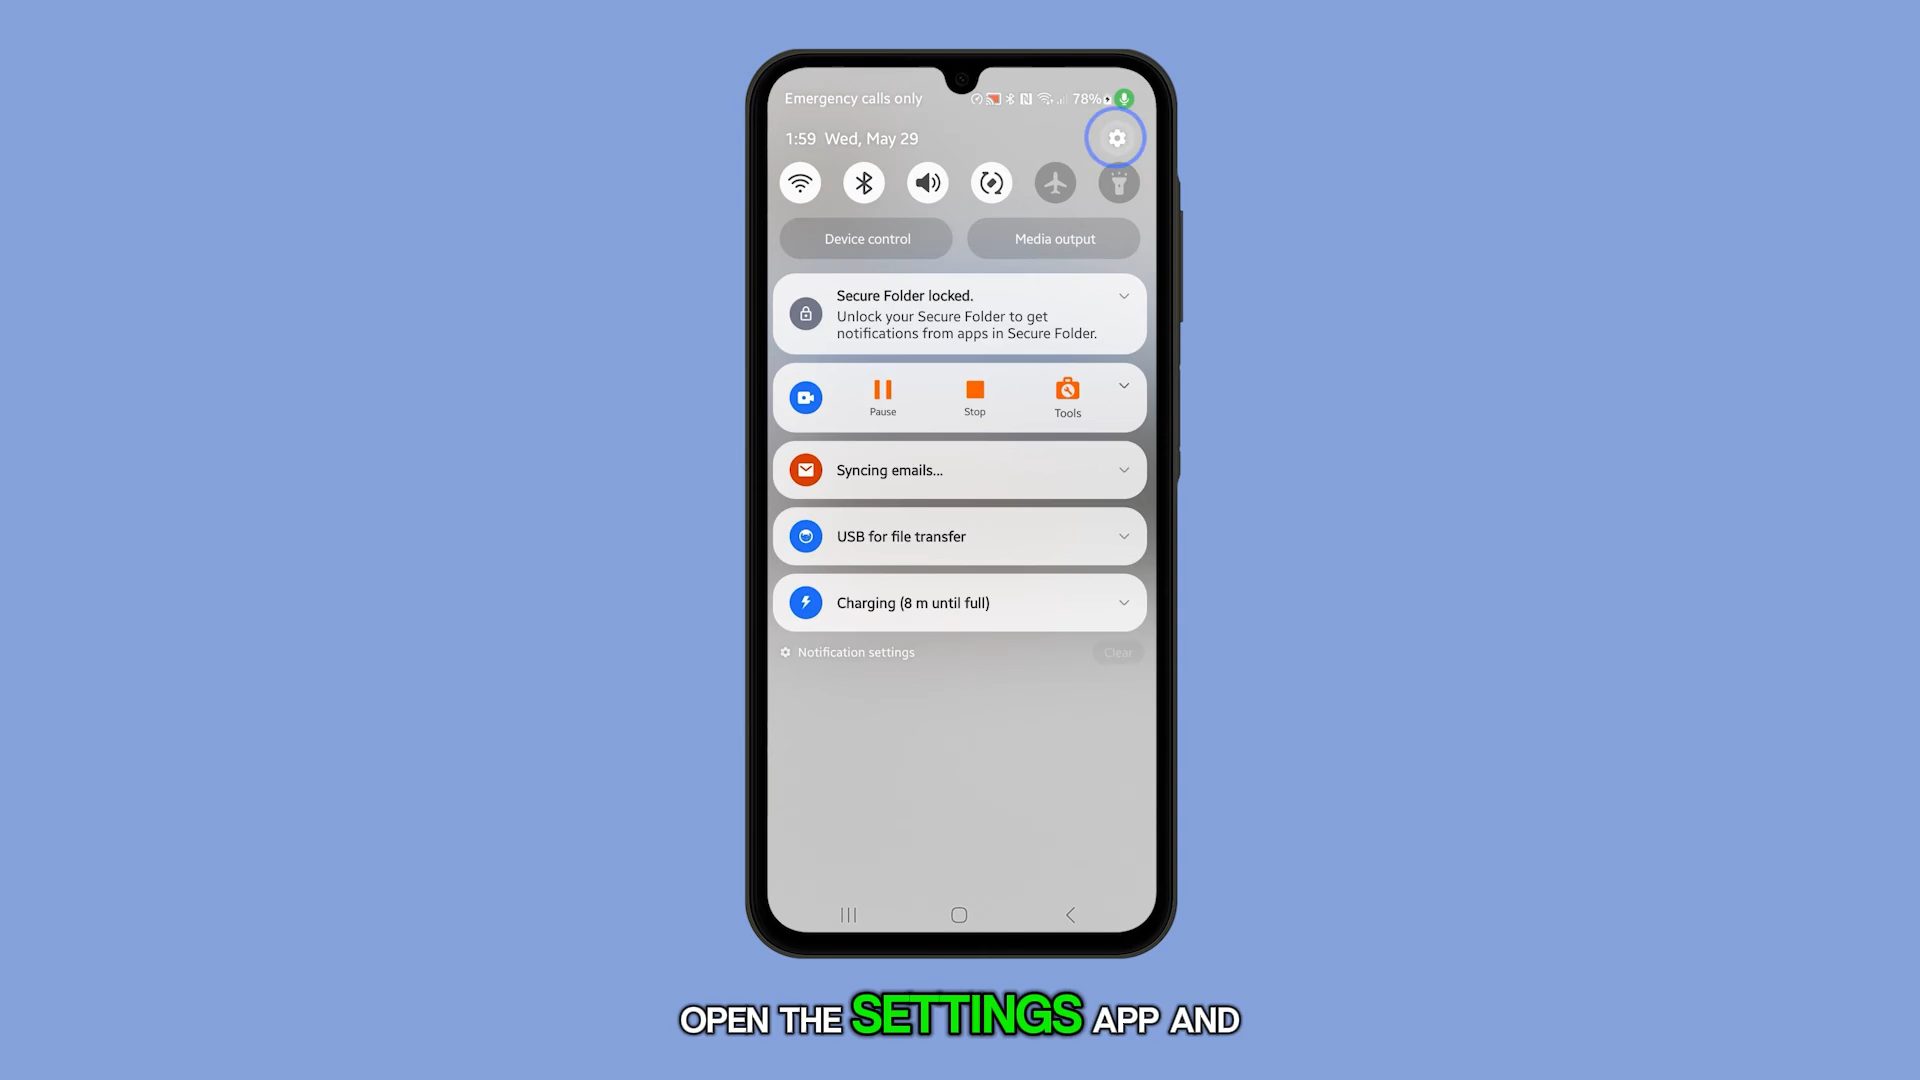 Emergency calls only 78%
1:59 Wed, May 29
Device control Media output
Secure Folder locked.
Unlock your Secure Folder to get
notifications from apps in Secure Folder.
Pause Stop Tools
Syncing emails...
USB for file transfer
Charging (8 m until full)
Notification settings Clear
OPEN THE SETTINGS APP AND